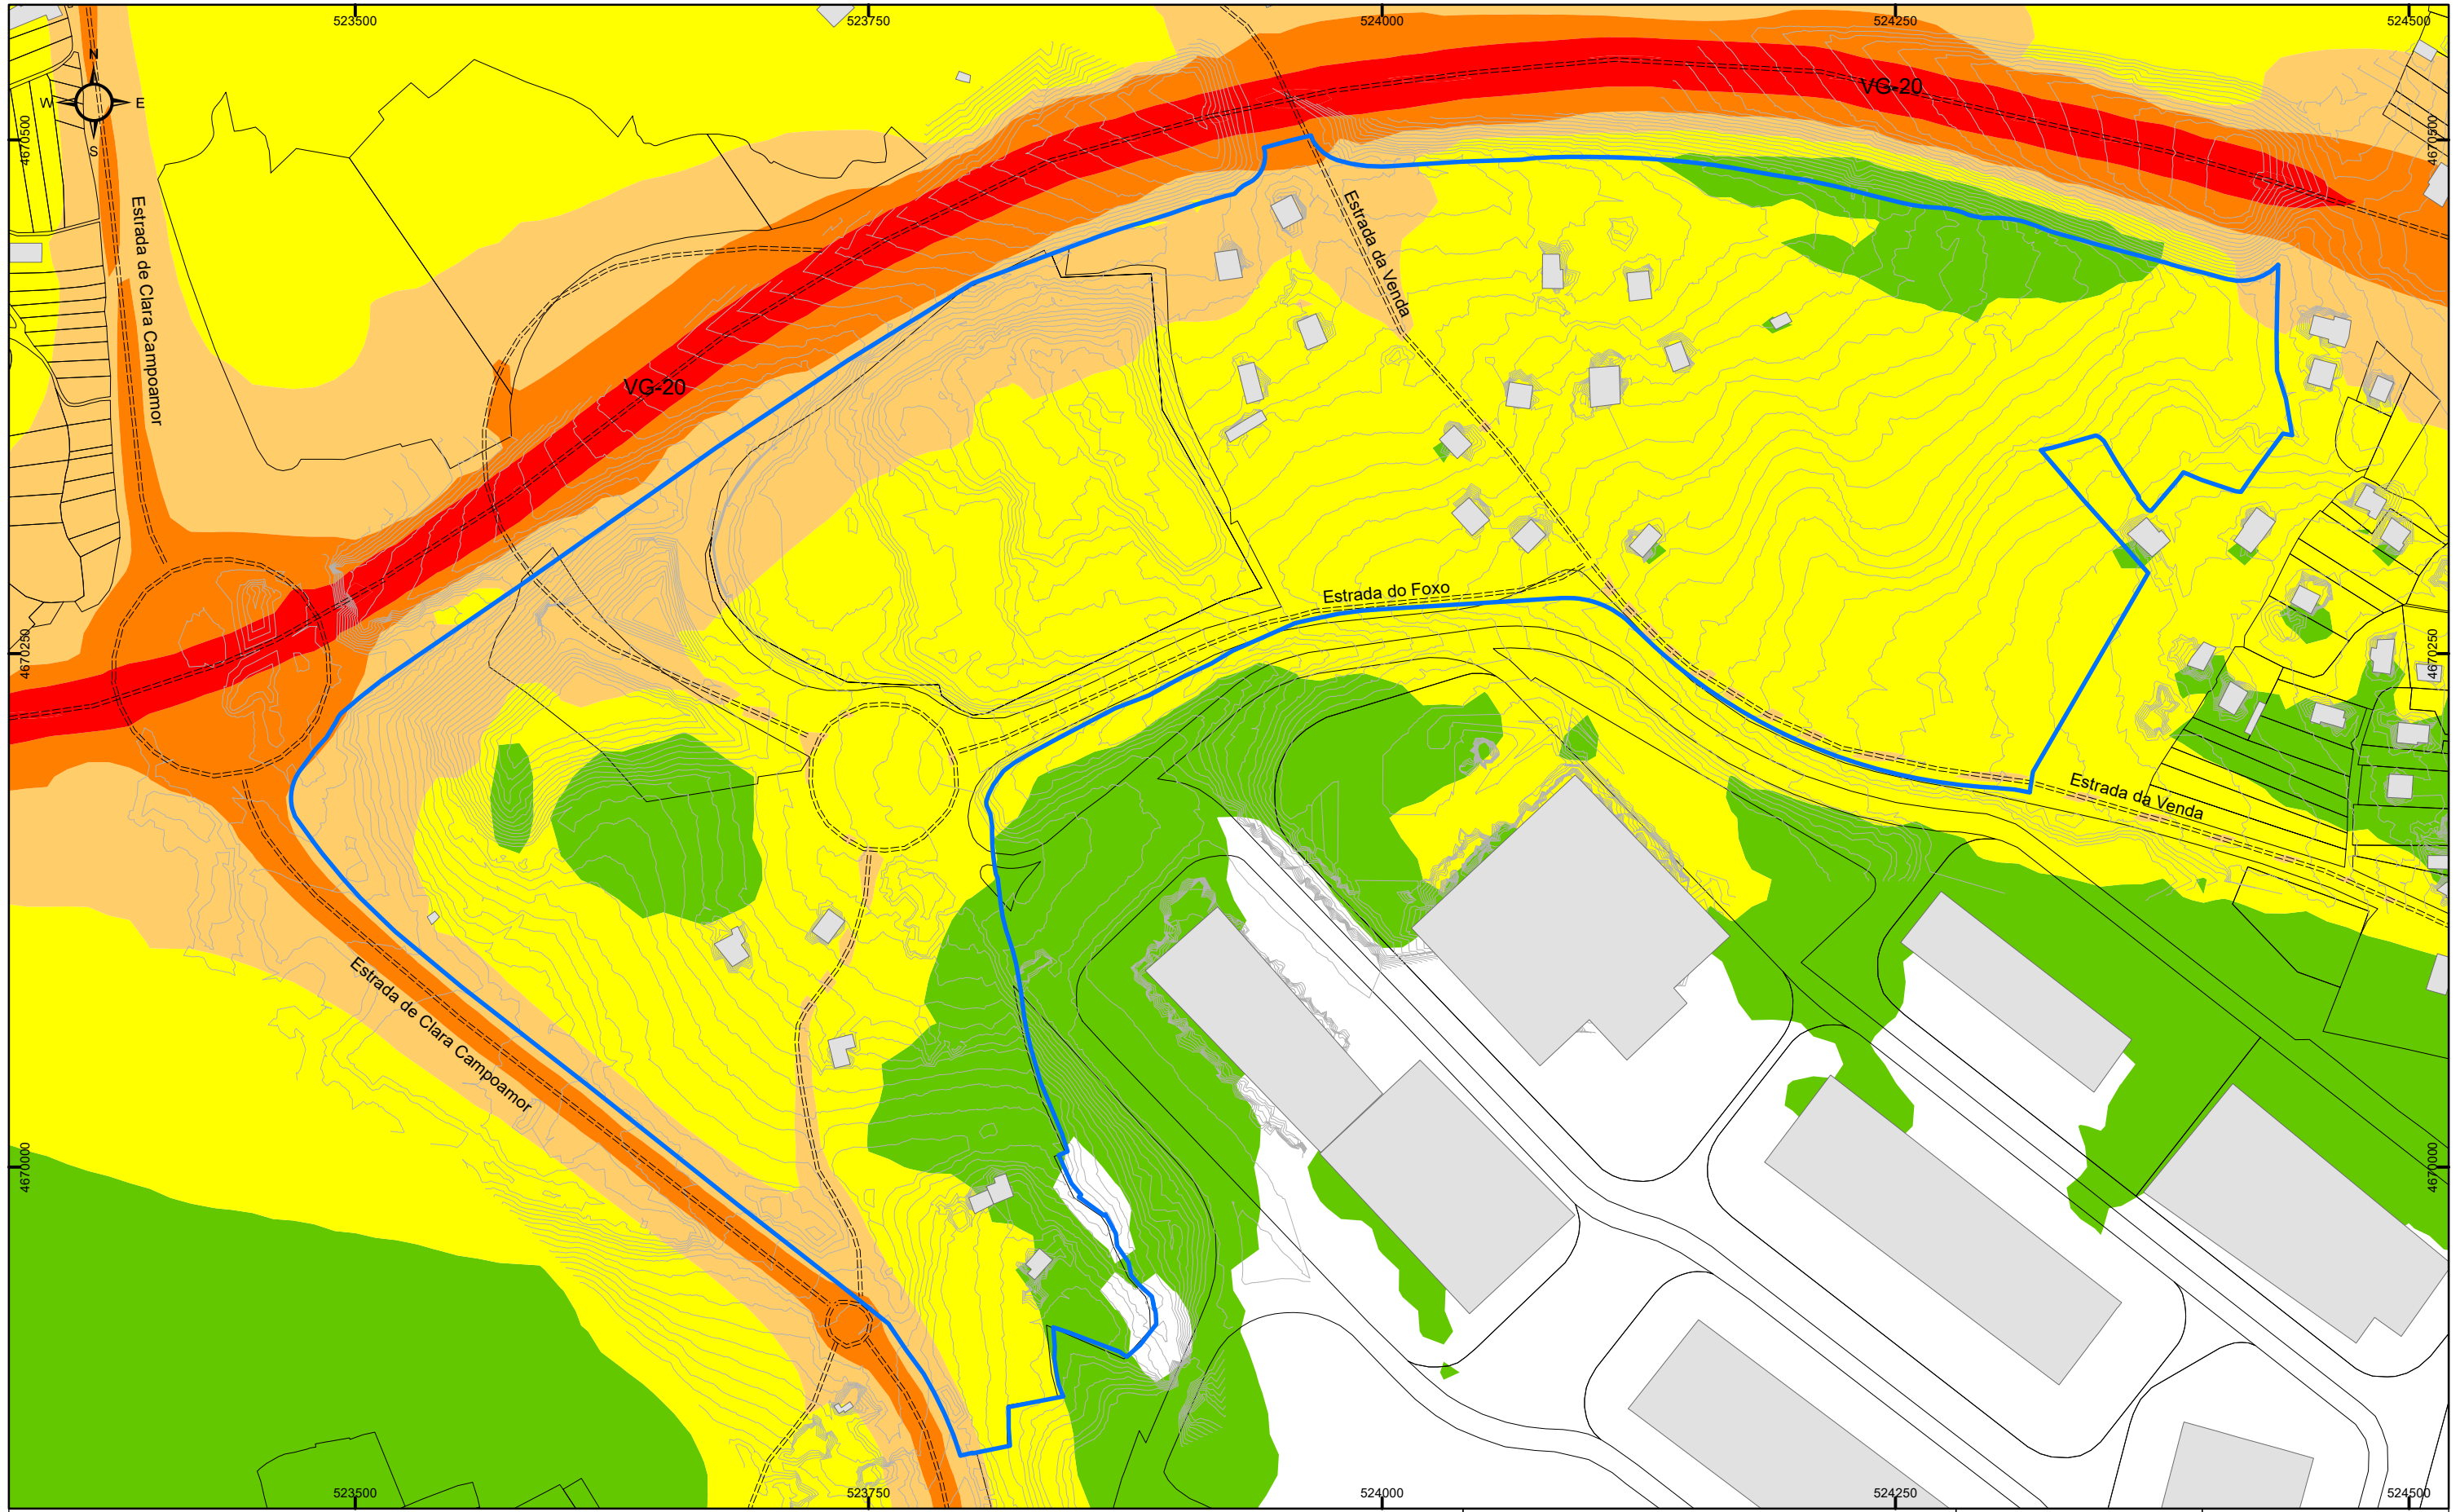 523500
523750
524000
524250
524500
N
W
E
S
4670500
4670500
VG-20
Estrada de Clara Campoamor
Estrada da Venda
VG-20
Estrada do Foxo
4670250
4670250
Estrada da Venda
Estrada de Clara Campoamor
4670000
4670000
523500
523750
524000
524250
524500